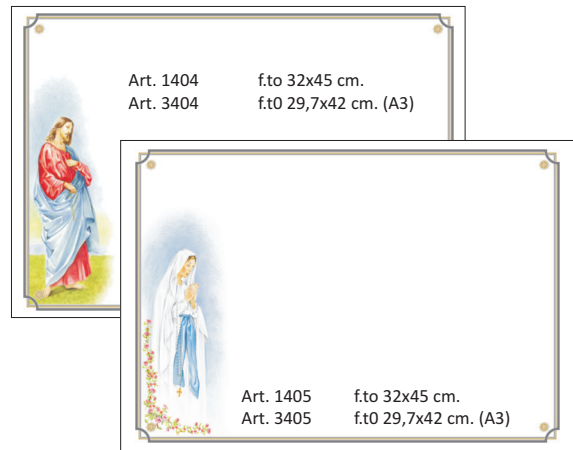 Art. 1404 f.to 32x45 cm.
Art. 3404 f.t0 29,7x42 cm. (A3)
Art. 1405 f.to 32x45 cm.
Art. 3405 f.t0 29,7x42 cm. (A3)